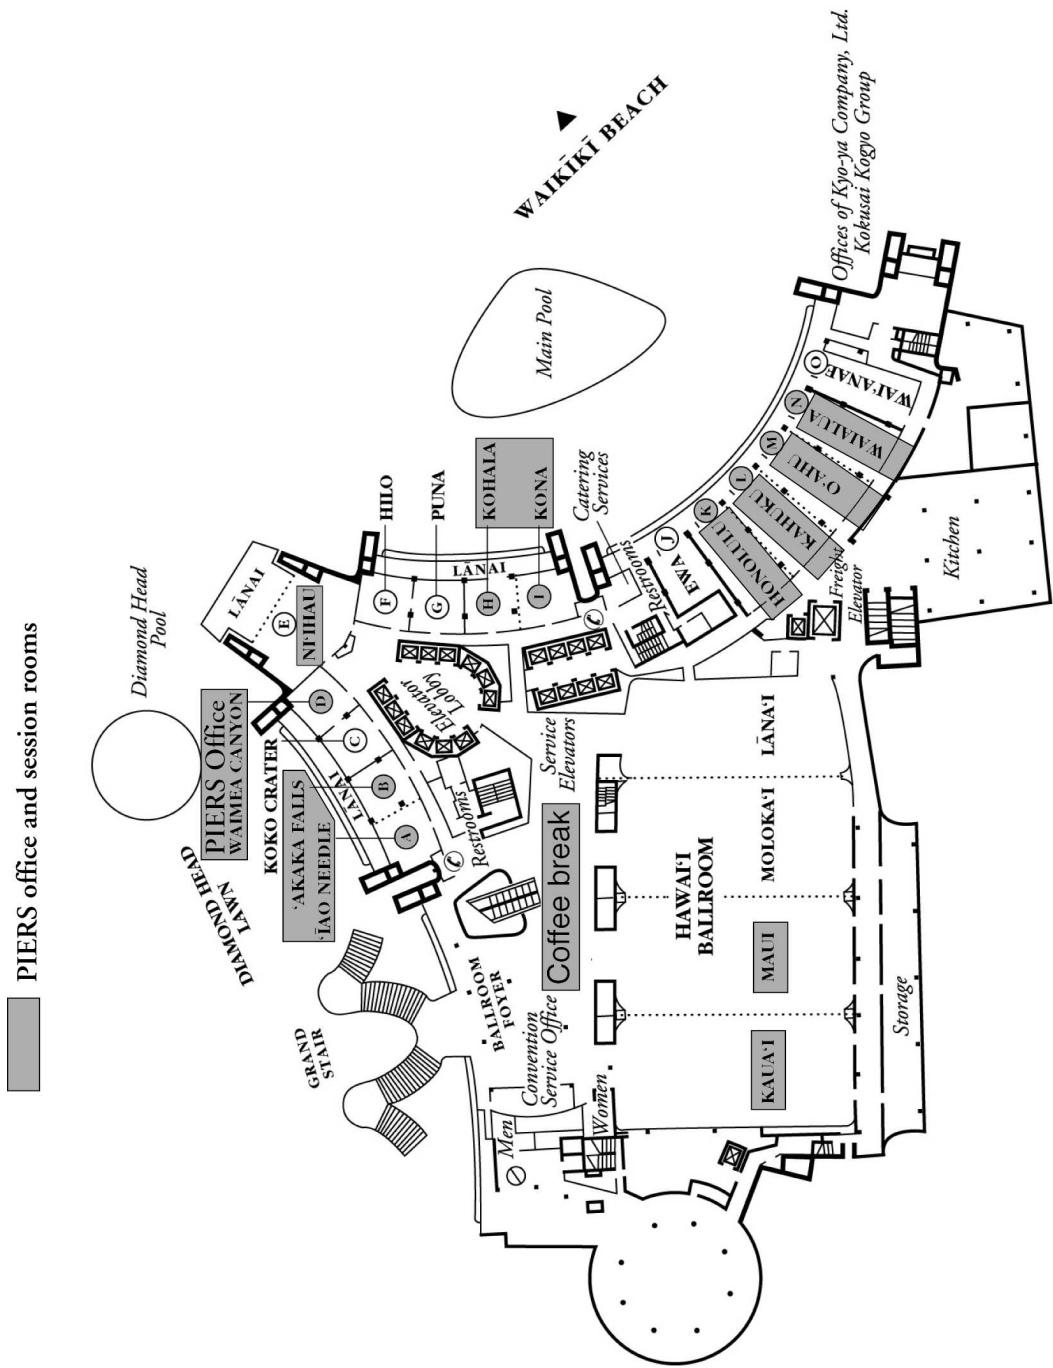 PIERS office and session rooms
Diamond Head
Pool
WAIKĪKĪ BEACH
Main Pool
Offices of Kyo-ya Company, Ltd.
Kokusai Kogyo Group
LĀNAI
E
NI'IHAU
PIERS Office
WAIMEA CANYON
D
KOKO CRATER
C
'AKAKA FALLS
B
'ĪAO NEEDLE
A
LĀNAI
DIAMOND HEAD
LAWN
HILO
F
PUNA
G
KOHALA
H
KONA
I
LĀNAI
Elevator
Lobby
Restrooms
Service
Elevators
Catering
Services
Restrooms
EWA
J
HONOLULU
K
KAHUKU
L
O'AHU
M
WAIALUA
N
WAI'ANAE
O
Freight
Elevator
Kitchen
GRAND
STAIR
BALLROOM
FOYER
Coffee break
Convention
Service Office
Men
Women
HAWAI'I
BALLROOM
LĀNA'I
MOLOKA'I
MAUI
KAUA'I
Storage